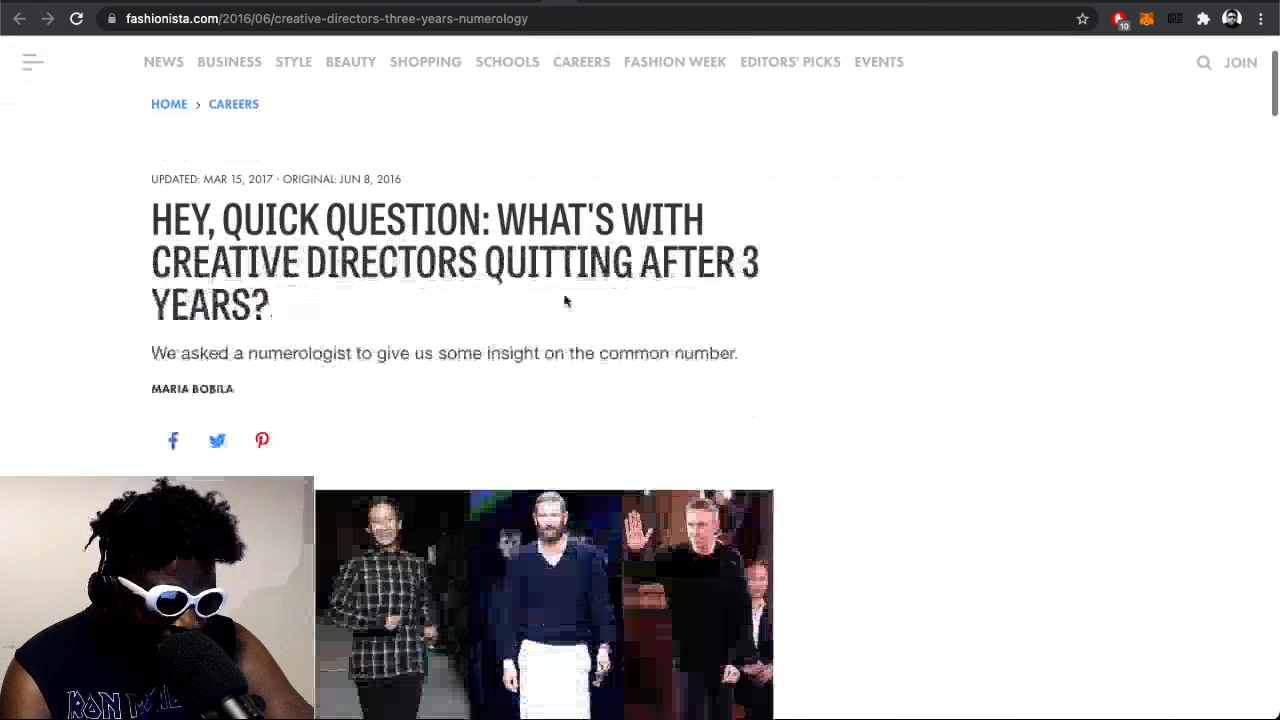 fashionista.com/2016/06/creative-directors-three-years-numerology
10
NEWS BUSINESS STYLE BEAUTY SHOPPING SCHOOLS CAREERS FASHION WEEK EDITORS' PICKS EVENTS
JOIN
HOME > CAREERS
UPDATED: MAR 15, 2017 · ORIGINAL: JUN 8, 2016
HEY, QUICK QUESTION: WHAT'S WITH
CREATIVE DIRECTORS QUITTING AFTER 3
YEARS?
We asked a numerologist to give us some insight on the common number.
MARIA BOBILA